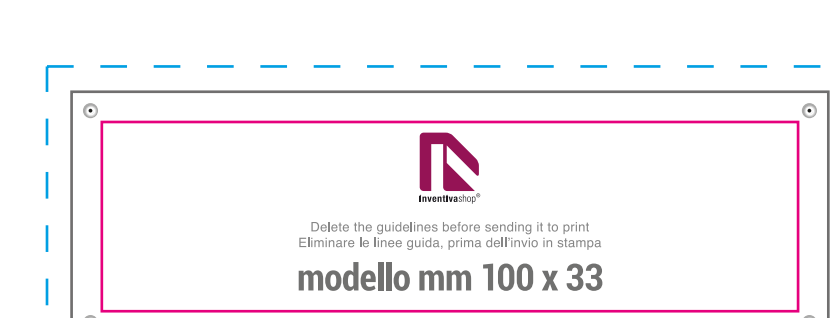 Inventivashop®
Delete the guidelines before sending it to print
Eliminare le linee guida, prima dell'invio in stampa
modello mm 100 x 33